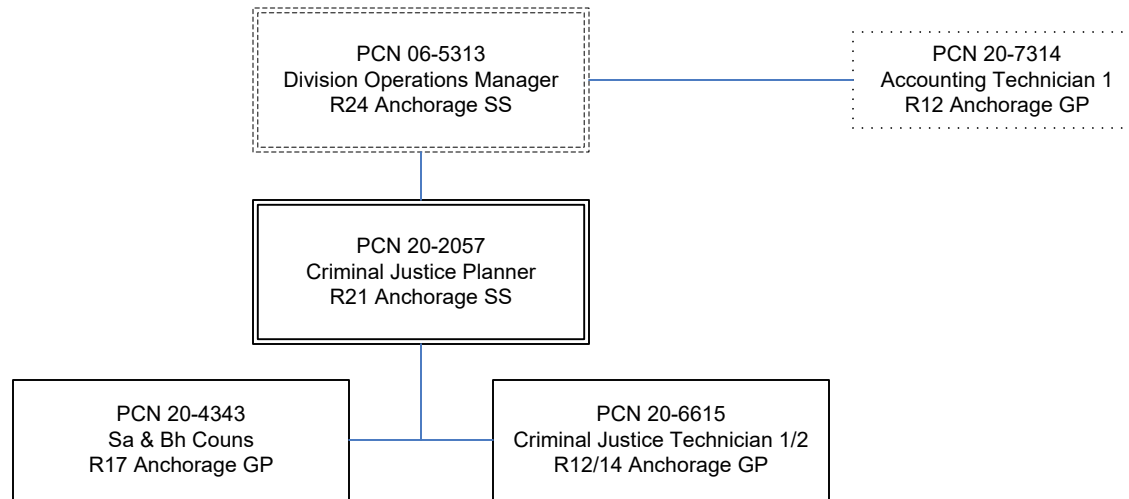 PCN 06-5313
Division Operations Manager
R24 Anchorage SS
PCN 20-7314
Accounting Technician 1
R12 Anchorage GP
PCN 20-2057
Criminal Justice Planner
R21 Anchorage SS
PCN 20-4343
Sa & Bh Couns
R17 Anchorage GP
PCN 20-6615
Criminal Justice Technician 1/2
R12/14 Anchorage GP